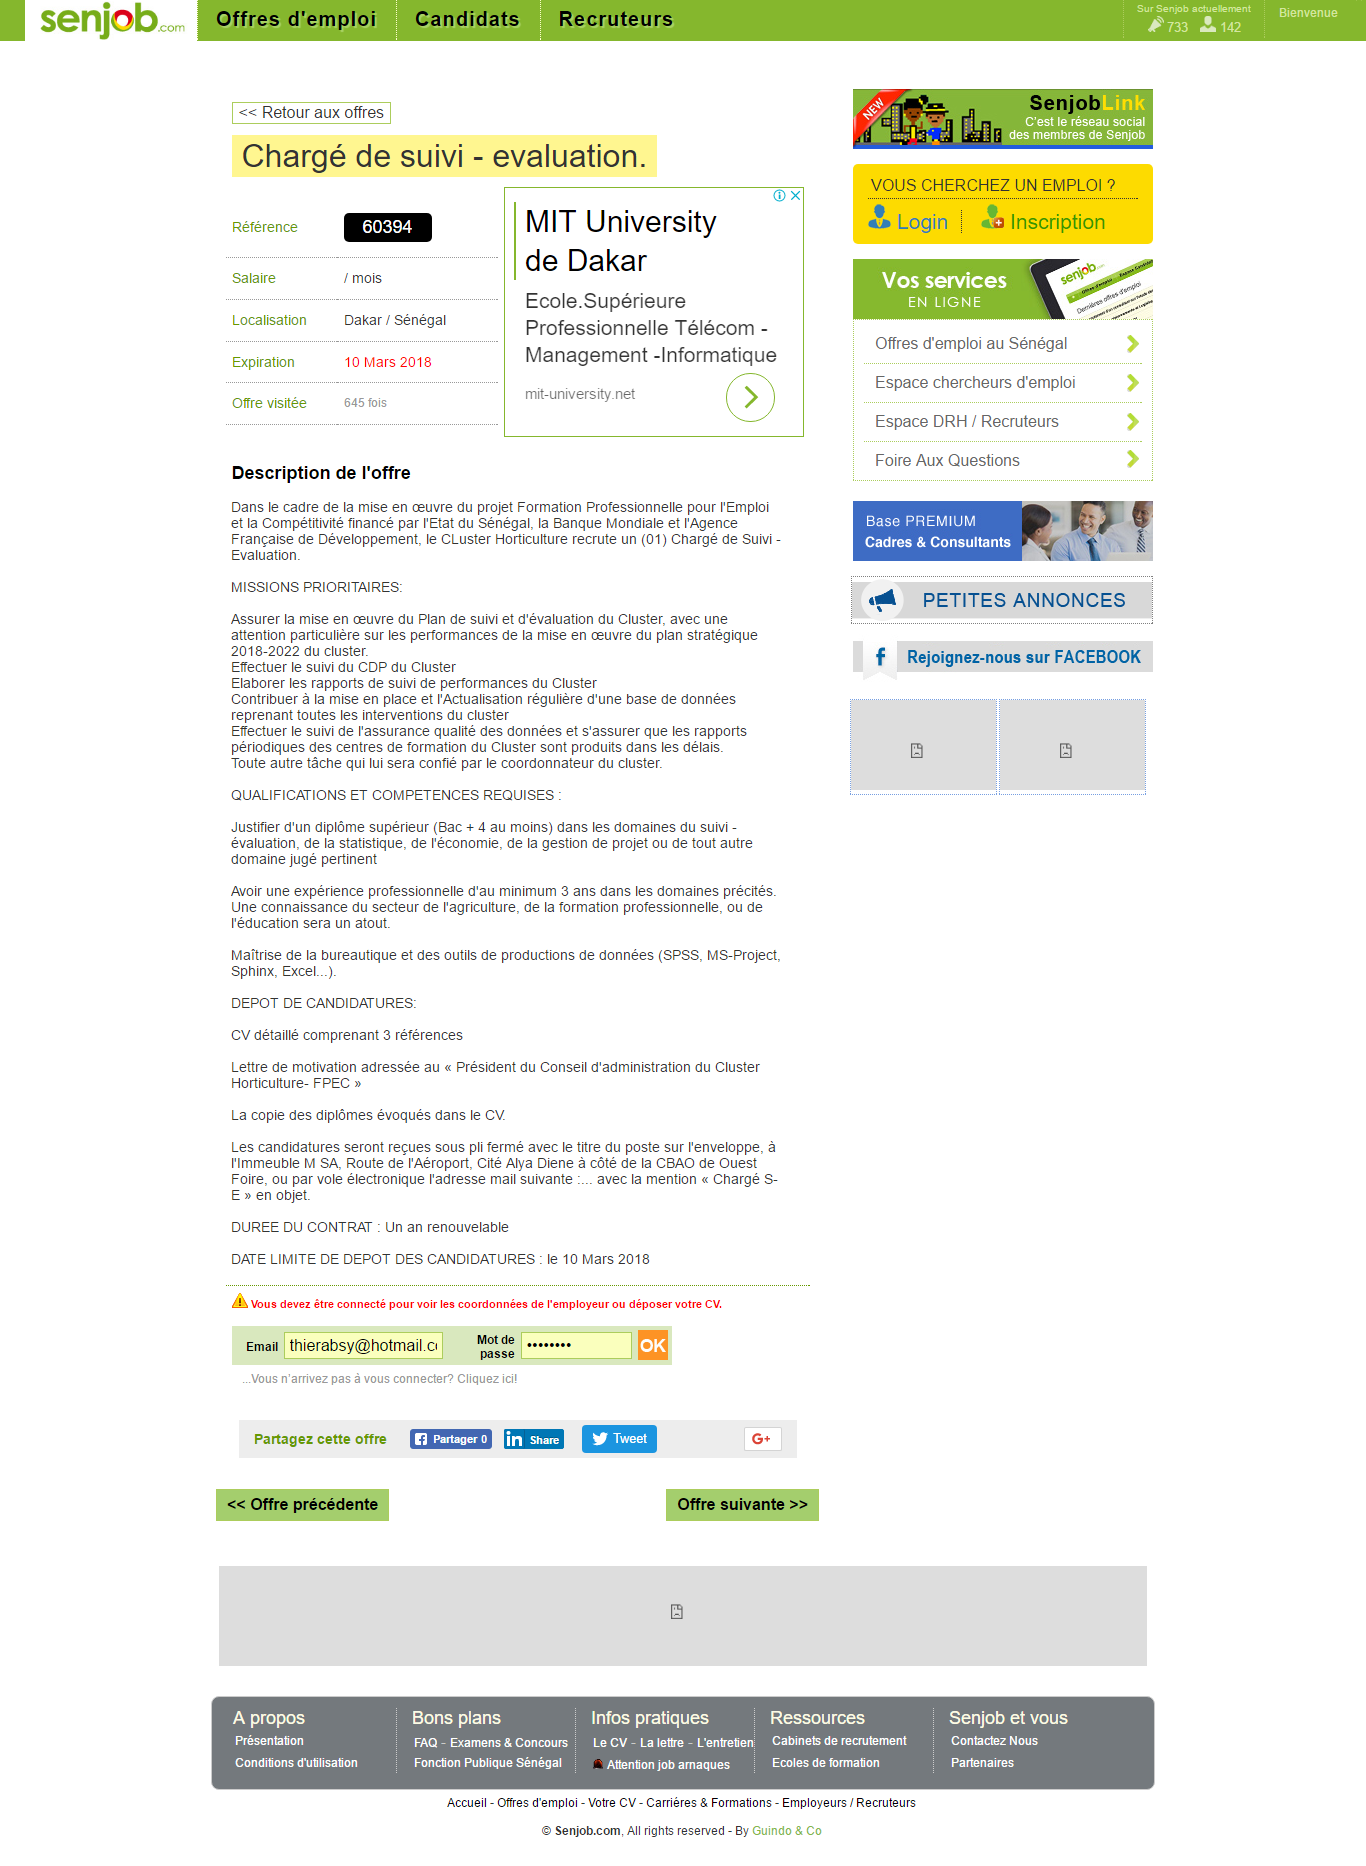 senjob.com
Offres d'emploi
Candidats
Recruteurs
Sur Senjob actuellement
733 142
Bienvenue
<< Retour aux offres
Chargé de suivi - evaluation.
Référence 60394
Salaire / mois
Localisation Dakar / Sénégal
Expiration 10 Mars 2018
Offre visitée 645 fois
MIT University
de Dakar
Ecole.Supérieure
Professionnelle Télécom -
Management -Informatique
mit-university.net
Description de l'offre
Dans le cadre de la mise en œuvre du projet Formation Professionnelle pour l'Emploi
et la Compétitivité financé par l'Etat du Sénégal, la Banque Mondiale et l'Agence
Française de Développement, le CLuster Horticulture recrute un (01) Chargé de Suivi -
Evaluation.
MISSIONS PRIORITAIRES:
Assurer la mise en œuvre du Plan de suivi et d'évaluation du Cluster, avec une
attention particulière sur les performances de la mise en œuvre du plan stratégique
2018-2022 du cluster.
Effectuer le suivi du CDP du Cluster
Elaborer les rapports de suivi de performances du Cluster
Contribuer à la mise en place et l'Actualisation régulière d'une base de données
reprenant toutes les interventions du cluster
Effectuer le suivi de l'assurance qualité des données et s'assurer que les rapports
périodiques des centres de formation du Cluster sont produits dans les délais.
Toute autre tâche qui lui sera confié par le coordonnateur du cluster.
QUALIFICATIONS ET COMPETENCES REQUISES :
Justifier d'un diplôme supérieur (Bac + 4 au moins) dans les domaines du suivi -
évaluation, de la statistique, de l'économie, de la gestion de projet ou de tout autre
domaine jugé pertinent
Avoir une expérience professionnelle d'au minimum 3 ans dans les domaines précités.
Une connaissance du secteur de l'agriculture, de la formation professionnelle, ou de
l'éducation sera un atout.
Maîtrise de la bureautique et des outils de productions de données (SPSS, MS-Project,
Sphinx, Excel...).
DEPOT DE CANDIDATURES:
CV détaillé comprenant 3 références
Lettre de motivation adressée au « Président du Conseil d'administration du Cluster
Horticulture- FPEC »
La copie des diplômes évoqués dans le CV.
Les candidatures seront reçues sous pli fermé avec le titre du poste sur l'enveloppe, à
l'Immeuble M SA, Route de l'Aéroport, Cité Alya Diene à côté de la CBAO de Ouest
Foire, ou par vole électronique l'adresse mail suivante :... avec la mention « Chargé S-
E » en objet.
DUREE DU CONTRAT : Un an renouvelable
DATE LIMITE DE DEPOT DES CANDIDATURES : le 10 Mars 2018
Vous devez être connecté pour voir les coordonnées de l'employeur ou déposer votre CV.
Email thierabsy@hotmail.c
Mot de
passe
••••••••
OK
...Vous n'arrivez pas á vous connecter? Cliquez ici!
Partagez cette offre
Partager 0
in Share
Tweet
G+
<< Offre précédente
Offre suivante >>
NEW
SenjobLink
C'est le réseau social
des membres de Senjob
VOUS CHERCHEZ UN EMPLOI ?
Login
Inscription
Vos services
EN LIGNE
senjob
Dernières offres d'emploi
Offres d'emploi au Sénégal
Espace chercheurs d'emploi
Espace DRH / Recruteurs
Foire Aux Questions
Base PREMIUM
Cadres & Consultants
PETITES ANNONCES
f Rejoignez-nous sur FACEBOOK
A propos
Présentation
Conditions d'utilisation
Bons plans
FAQ - Examens & Concours
Fonction Publique Sénégal
Infos pratiques
Le CV - La lettre - L'entretien
Attention job arnaques
Ressources
Cabinets de recrutement
Ecoles de formation
Senjob et vous
Contactez Nous
Partenaires
Accueil - Offres d'emploi - Votre CV - Carriéres & Formations - Employeurs / Recruteurs
© Senjob.com, All rights reserved - By Guindo & Co